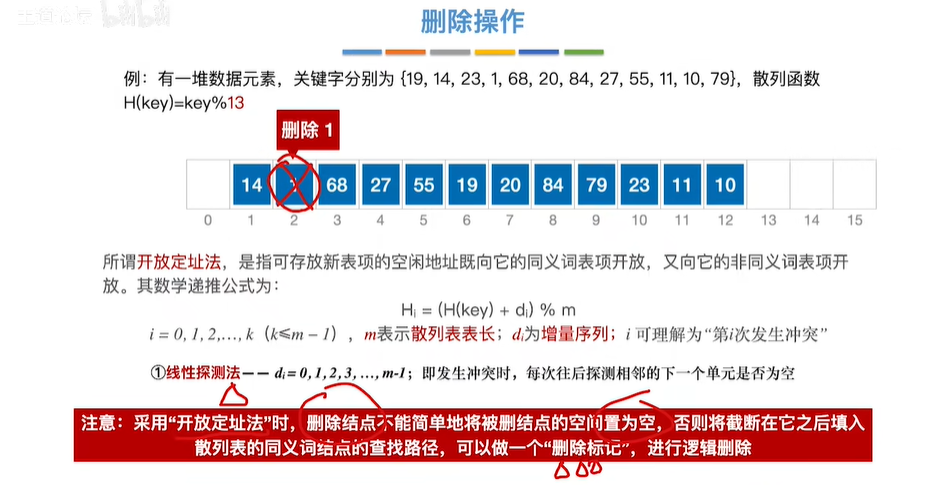 删除操作
例：有一堆数据元素，关键字分别为 {19, 14, 23, 1, 68, 20, 84, 27, 55, 11, 10, 79}，散列函数
H(key)=key%13
删除 1
14 1 68 27 55 19 20 84 79 23 11 10
0 1 2 3 4 5 6 7 8 9 10 11 12 13 14 15
所谓开放定址法，是指可存放新表项的空闲地址既向它的同义词表项开放，又向它的非同义词表项开
放。其数学递推公式为：
Hᵢ = (H(key) + dᵢ) % m
i = 0, 1, 2,…, k（k≤m – 1），m表示散列表表长；dᵢ为增量序列；i 可理解为“第i次发生冲突”
①线性探测法—— dᵢ = 0, 1, 2, 3, …, m-1；即发生冲突时，每次往后探测相邻的下一个单元是否为空
注意：采用“开放定址法”时，删除结点不能简单地将被删结点的空间置为空，否则将截断在它之后填入
散列表的同义词结点的查找路径，可以做一个“删除标记”，进行逻辑删除